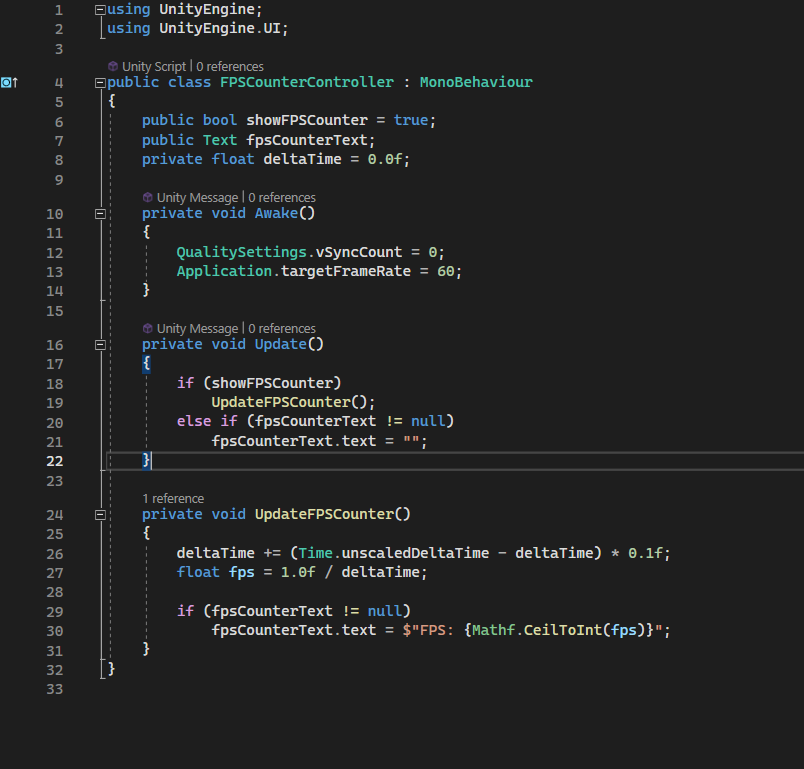 1 using UnityEngine;
2 using UnityEngine.UI;
3
Unity Script | 0 references
4 public class FPSCounterController : MonoBehaviour
5 {
6 public bool showFPSCounter = true;
7 public Text fpsCounterText;
8 private float deltaTime = 0.0f;
9
Unity Message | 0 references
10 private void Awake()
11 {
12 QualitySettings.vSyncCount = 0;
13 Application.targetFrameRate = 60;
14 }
15
Unity Message | 0 references
16 private void Update()
17 {
18 if (showFPSCounter)
19 UpdateFPSCounter();
20 else if (fpsCounterText != null)
21 fpsCounterText.text = "";
22 }
23
1 reference
24 private void UpdateFPSCounter()
25 {
26 deltaTime += (Time.unscaledDeltaTime - deltaTime) * 0.1f;
27 float fps = 1.0f / deltaTime;
28
29 if (fpsCounterText != null)
30 fpsCounterText.text = $"FPS: {Mathf.CeilToInt(fps)}";
31 }
32 }
33